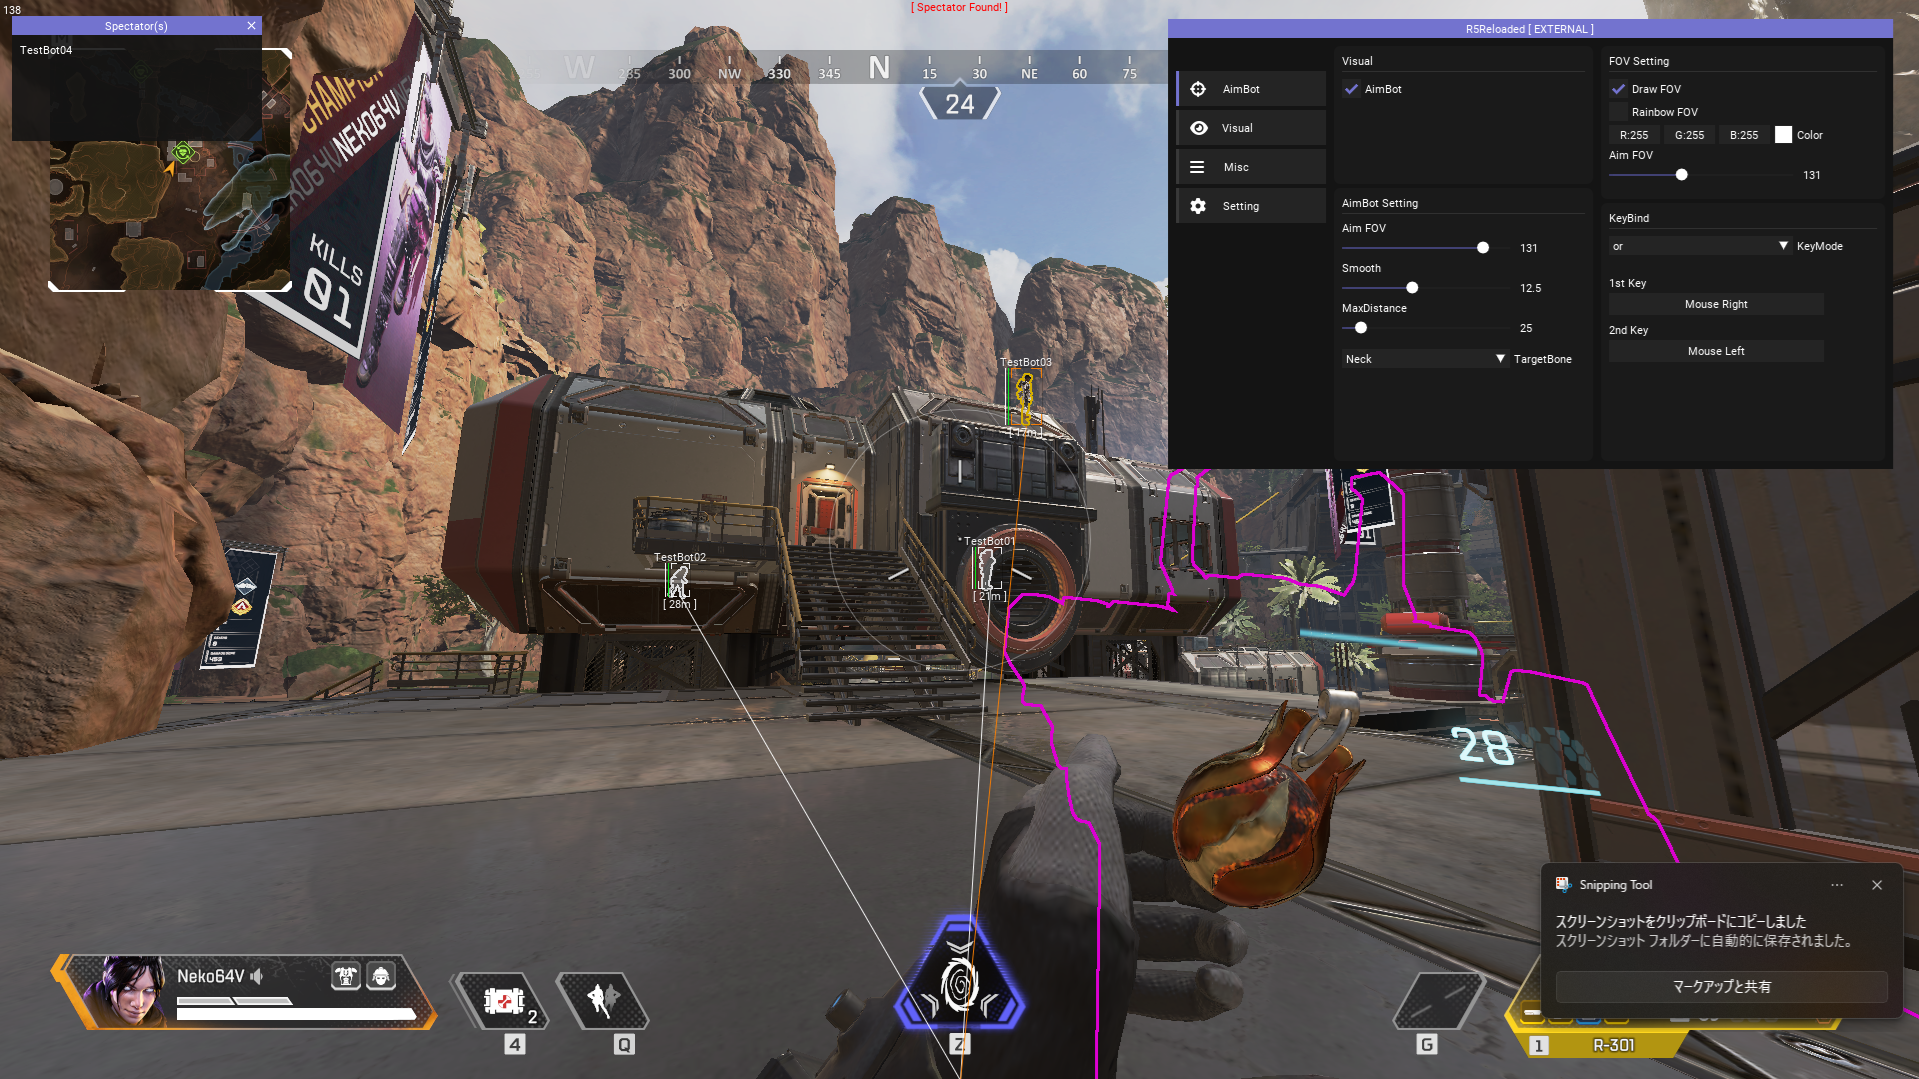 138
[ Spectator Found! ]
Spectator(s)
TestBot04
W 285 300 NW 330 345 N 15 30 NE 60 75
24
CHAMPION
NEKO64V
KILLS
01
R5Reloaded [ EXTERNAL ]
AimBot
Visual
Misc
Setting
Visual
AimBot
AimBot Setting
Aim FOV
131
Smooth
12.5
MaxDistance
25
Neck
TargetBone
FOV Setting
Draw FOV
Rainbow FOV
R:255 G:255 B:255 Color
Aim FOV
131
KeyBind
or
KeyMode
1st Key
Mouse Right
2nd Key
Mouse Left
TestBot03
[ 17m ]
TestBot02
[ 28m ]
TestBot01
[ 21m ]
28
Snipping Tool
スクリーンショットをクリップボードにコピーしました
スクリーンショット フォルダーに自動的に保存されました。
マークアップと共有
Neko64V
2
4
Q
Z
G
1
R-301